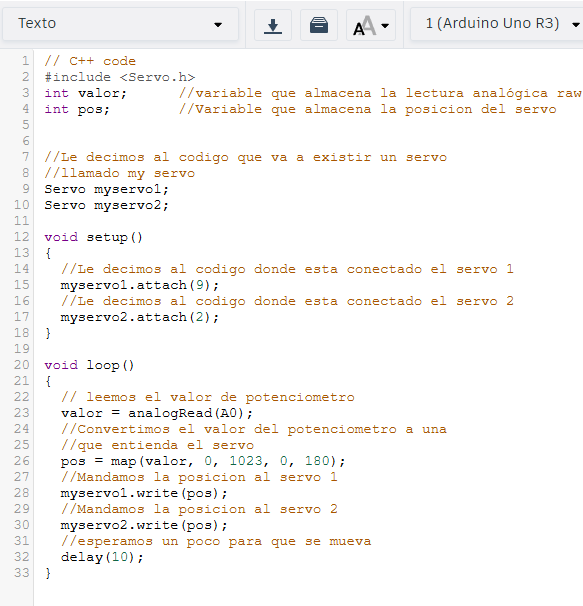 Texto
1 (Arduino Uno R3)
1 // C++ code
2 #include <Servo.h>
3 int valor; //variable que almacena la lectura analógica raw
4 int pos; //Variable que almacena la posicion del servo
5
6
7 //Le decimos al codigo que va a existir un servo
8 //llamado my servo
9 Servo myservo1;
10 Servo myservo2;
11
12 void setup()
13 {
14 //Le decimos al codigo donde esta conectado el servo 1
15 myservo1.attach(9);
16 //Le decimos al codigo donde esta conectado el servo 2
17 myservo2.attach(2);
18 }
19
20 void loop()
21 {
22 // leemos el valor de potenciometro
23 valor = analogRead(A0);
24 //Convertimos el valor del potenciometro a una
25 //que entienda el servo
26 pos = map(valor, 0, 1023, 0, 180);
27 //Mandamos la posicion al servo 1
28 myservo1.write(pos);
29 //Mandamos la posicion al servo 2
30 myservo2.write(pos);
31 //esperamos un poco para que se mueva
32 delay(10);
33 }